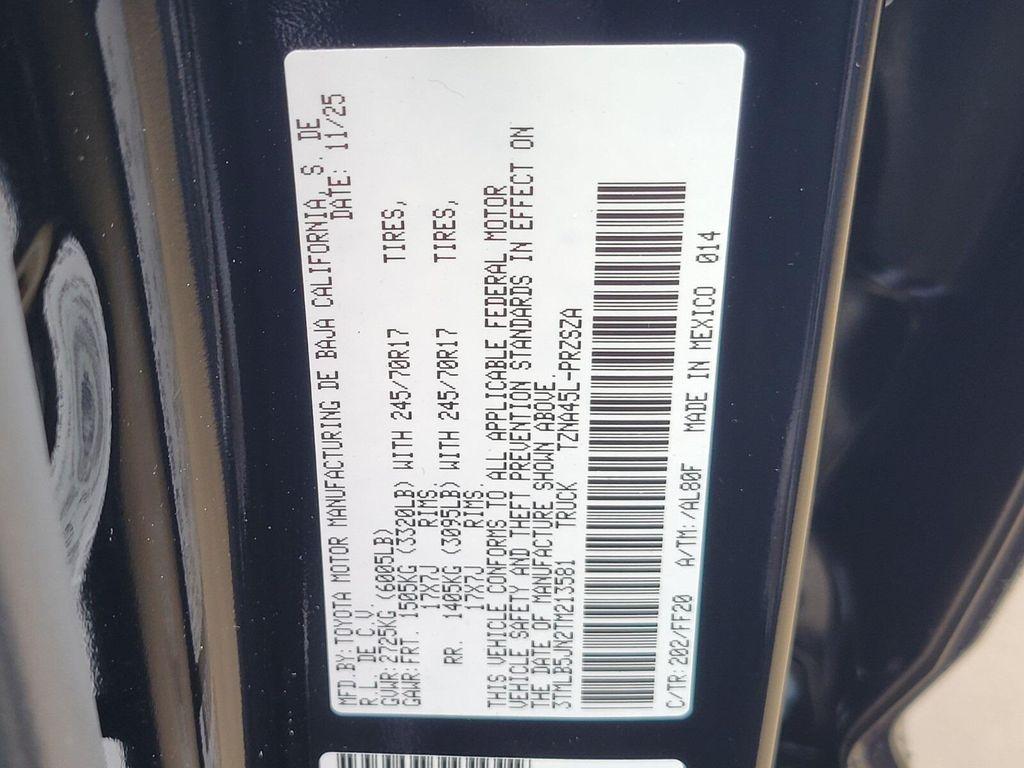 MFD.BY:TOYOTA MOTOR MANUFACTURING DE BAJA CALIFORNIA, S. DE
R.L. DE C.V. DATE: 11/25
GVWR:2725KG (6005LB)
GAWR:FRT. 1505KG (3320LB) WITH 245/70R17 TIRES,
17X7J RIMS,
RR. 1405KG (3095LB) WITH 245/70R17 TIRES,
17X7J RIMS.
THIS VEHICLE CONFORMS TO ALL APPLICABLE FEDERAL MOTOR
VEHICLE SAFETY AND THEFT PREVENTION STANDARDS IN EFFECT ON
THE DATE OF MANUFACTURE SHOWN ABOVE.
3TMLB5JN2TM213581 TRUCK TZNA45L-PRZSZA
C/TR:202/FF20 A/TM:/AL80F MADE IN MEXICO 014